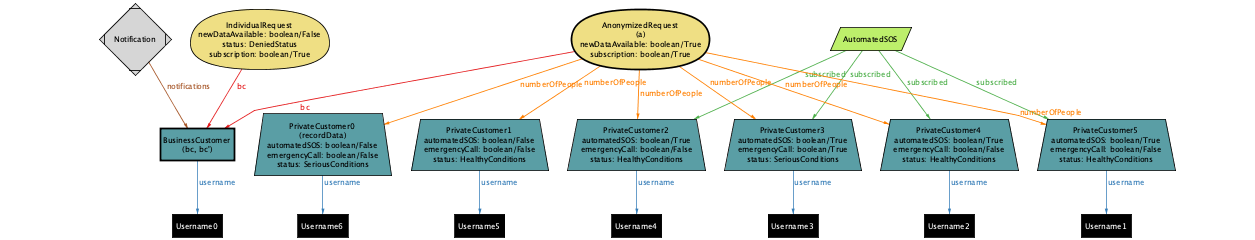 Notification
IndividualRequest
newDataAvailable: boolean/False
status: DeniedStatus
subscription: boolean/True
AnonymizedRequest
(a)
newDataAvailable: boolean/True
subscription: boolean/True
AutomatedSOS
notifications
bc
bc
numberOfPeople
numberOfPeople
numberOfPeople
numberOfPeople
numberOfPeople
numberOfPeople
subscribed
subscribed
subscribed
subscribed
BusinessCustomer
(bc, bc')
PrivateCustomer0
(recordData)
automatedSOS: boolean/False
emergencyCall: boolean/False
status: SeriousConditions
PrivateCustomer1
automatedSOS: boolean/False
emergencyCall: boolean/False
status: HealthyConditions
PrivateCustomer2
automatedSOS: boolean/True
emergencyCall: boolean/True
status: HealthyConditions
PrivateCustomer3
automatedSOS: boolean/True
emergencyCall: boolean/True
status: SeriousConditions
PrivateCustomer4
automatedSOS: boolean/True
emergencyCall: boolean/False
status: HealthyConditions
PrivateCustomer5
automatedSOS: boolean/True
emergencyCall: boolean/False
status: HealthyConditions
username
username
username
username
username
username
username
Username0
Username6
Username5
Username4
Username3
Username2
Username1